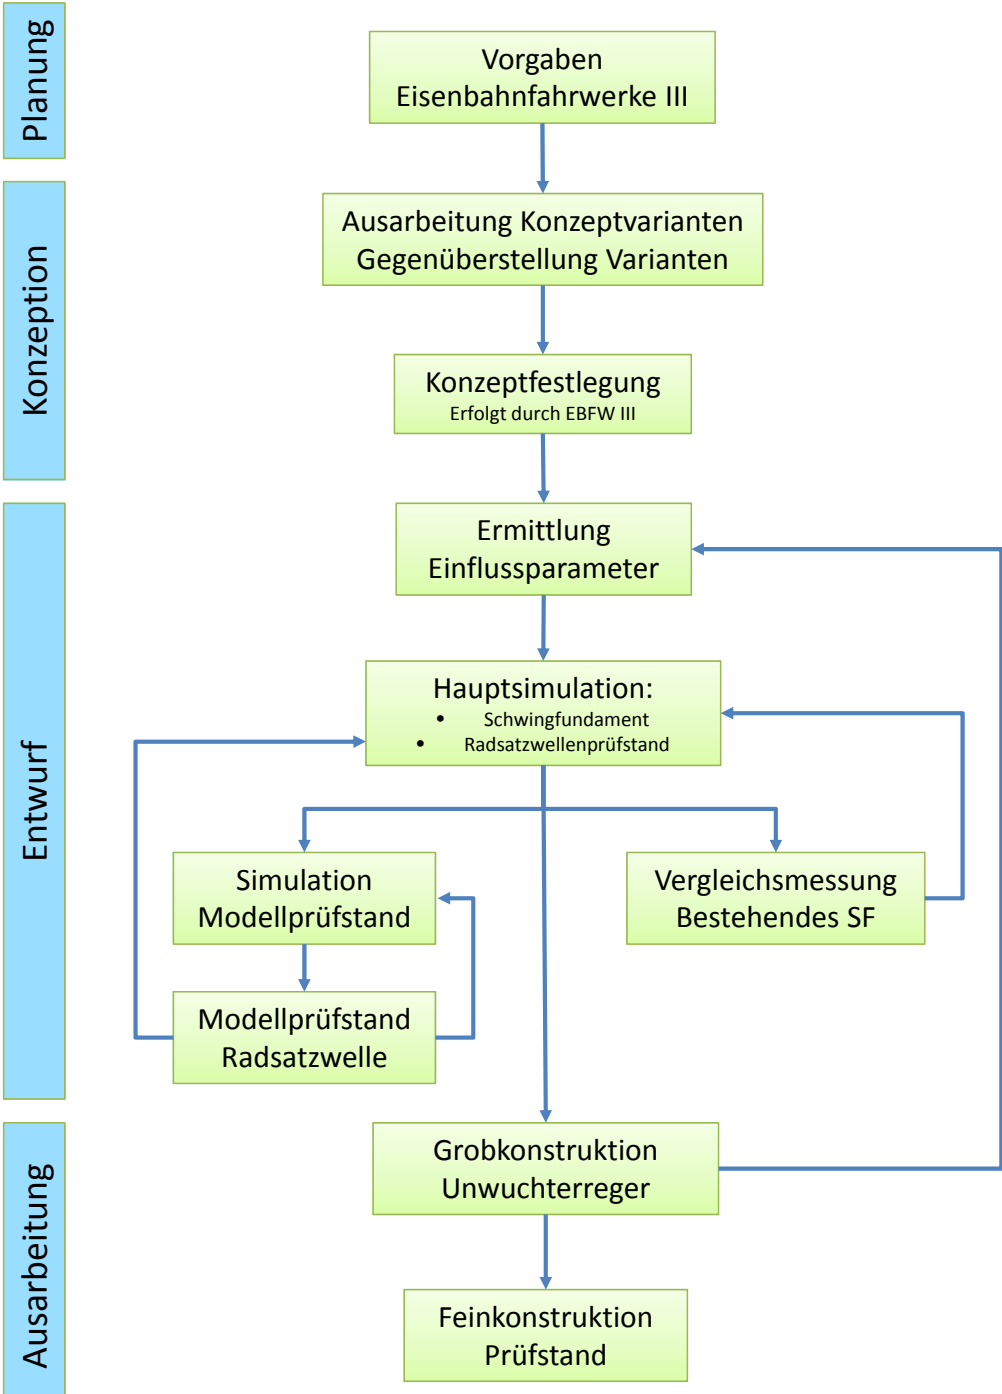 Planung
Vorgaben
Eisenbahnfahrwerke III
Konzeption
Ausarbeitung Konzeptvarianten
Gegenüberstellung Varianten
Konzeptfestlegung
Erfolgt durch EBFW III
Entwurf
Ermittlung
Einflussparameter
Hauptsimulation:
• Schwingfundament
• Radsatzwellenprüfstand
Simulation
Modellprüfstand
Vergleichsmessung
Bestehendes SF
Modellprüfstand
Radsatzwelle
Ausarbeitung
Grobkonstruktion
Unwuchterreger
Feinkonstruktion
Prüfstand